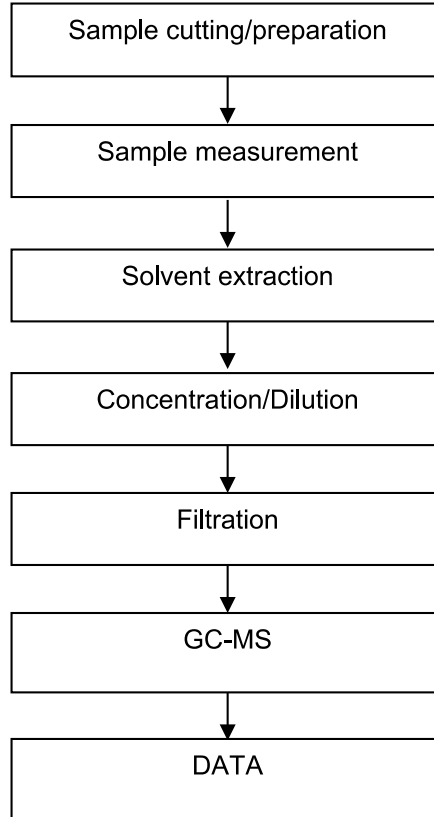 Sample cutting/preparation
Sample measurement
Solvent extraction
Concentration/Dilution
Filtration
GC-MS
DATA